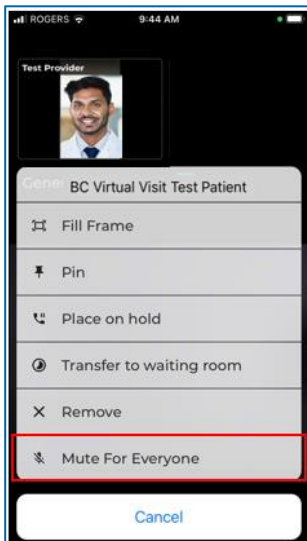 ROGERS 9:44 AM
Test Provider
Gene
BC Virtual Visit Test Patient
Fill Frame
Pin
Place on hold
Transfer to waiting room
Remove
Mute For Everyone
Cancel